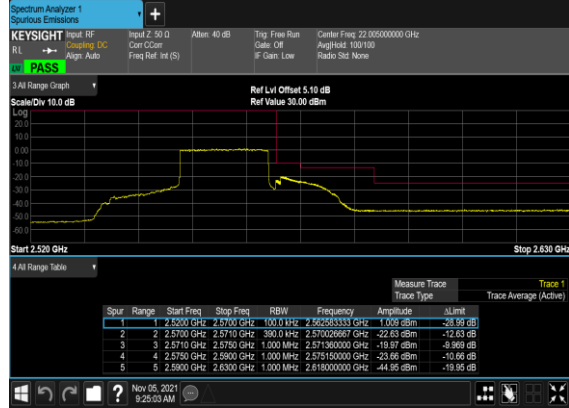 Spectrum Analyzer 1
Spurious Emissions
KEYSIGHT Input: RF Input Z: 50 Ω Atten: 40 dB Trig: Free Run Center Freq: 22.005000000 GHz
RL Coupling: DC Corr CCorr Gate: Off Avg|Hold: 100/100
Align: Auto Freq Ref: Int (S) IF Gain: Low Radio Std: None
PASS
3 All Range Graph
Ref Lvl Offset 5.10 dB
Scale/Div 10.0 dB Ref Value 30.00 dBm
Log
20.0
10.0
0.00
-10.0
-20.0
-30.0
-40.0
-50.0
-60.0
Start 2.520 GHz Stop 2.630 GHz
4 All Range Table
Measure Trace Trace 1
Trace Type Trace Average (Active)
Spur Range Start Freq Stop Freq RBW Frequency Amplitude ΔLimit
1 1 2.5200 GHz 2.5700 GHz 100.0 kHz 2.562583333 GHz 1.009 dBm -28.99 dB
2 2 2.5700 GHz 2.5710 GHz 390.0 kHz 2.570026667 GHz -22.63 dBm -12.63 dB
3 3 2.5710 GHz 2.5750 GHz 1.000 MHz 2.571360000 GHz -19.97 dBm -9.969 dB
4 4 2.5750 GHz 2.5900 GHz 1.000 MHz 2.575150000 GHz -23.66 dBm -10.66 dB
5 5 2.5900 GHz 2.6300 GHz 1.000 MHz 2.618000000 GHz -44.95 dBm -19.95 dB
Nov 05, 2021
9:25:03 AM